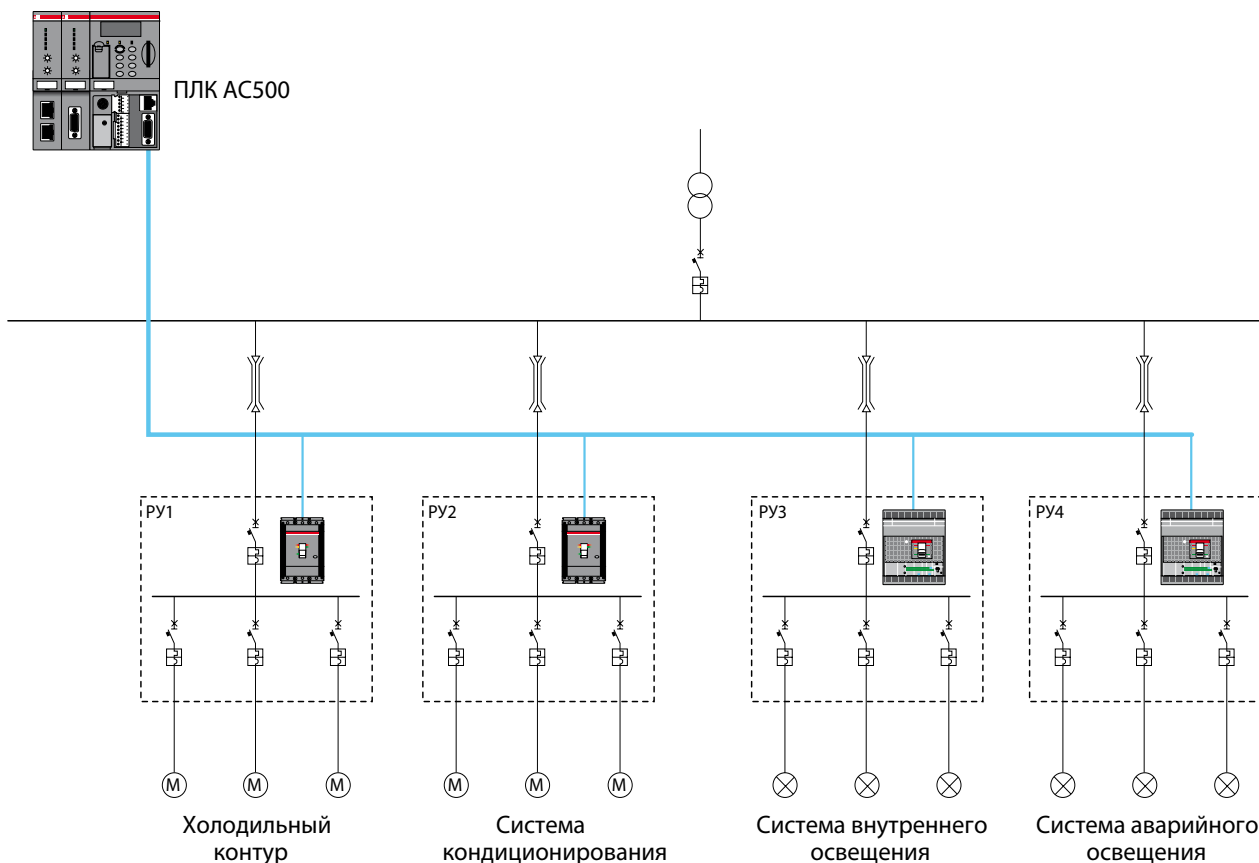 ПЛК AC500
РУ1
РУ2
РУ3
РУ4
M M M M M M
Холодильный контур
Система кондиционирования
Система внутреннего освещения
Система аварийного освещения